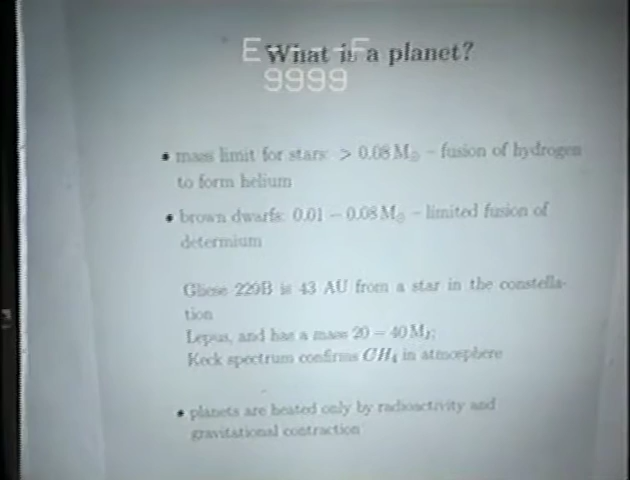 E - - - F
What is a planet?
9999
• mass limit for stars: > 0.08 M☉ – fusion of hydrogen
to form helium
• brown dwarfs: 0.01 – 0.08 M☉ – limited fusion of
determium
Gliese 229B is 43 AU from a star in the constella-
tion
Lepus, and has a mass 20 – 40 MJ;
Keck spectrum confirms CH4 in atmosphere
• planets are heated only by radioactivity and
gravitational contraction